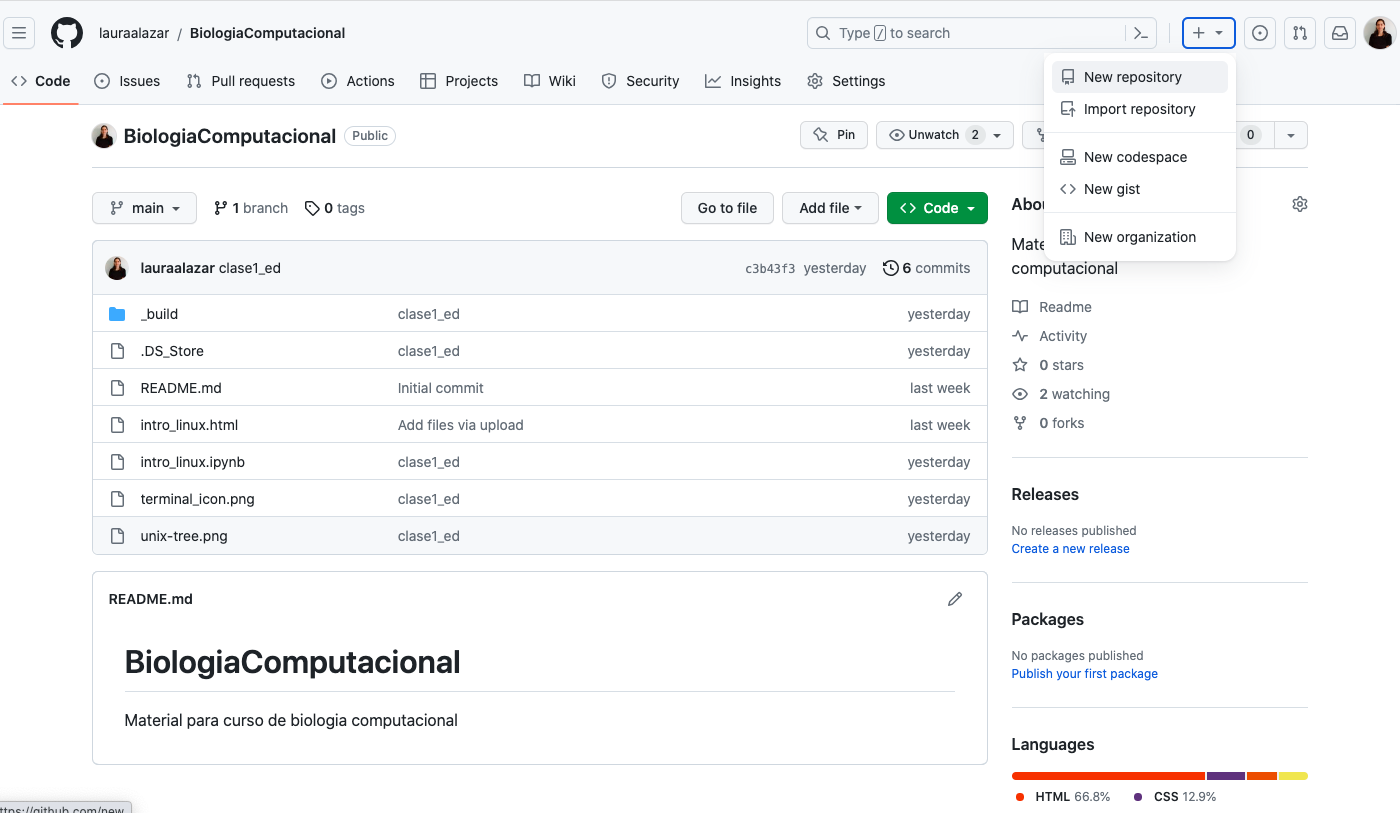 lauraalazar / BiologiaComputacional
Type / to search
Code Issues Pull requests Actions Projects Wiki Security Insights Settings
New repository
Import repository
New codespace
New gist
New organization
BiologiaComputacional Public
Pin Unwatch 2 0
main 1 branch 0 tags Go to file Add file Code
lauraalazar clase1_ed c3b43f3 yesterday 6 commits
_build clase1_ed yesterday
.DS_Store clase1_ed yesterday
README.md Initial commit last week
intro_linux.html Add files via upload last week
intro_linux.ipynb clase1_ed yesterday
terminal_icon.png clase1_ed yesterday
unix-tree.png clase1_ed yesterday
README.md
BiologiaComputacional
Material para curso de biologia computacional
computacional
Readme
Activity
0 stars
2 watching
0 forks
Releases
No releases published
Create a new release
Packages
No packages published
Publish your first package
Languages
HTML 66.8% CSS 12.9%